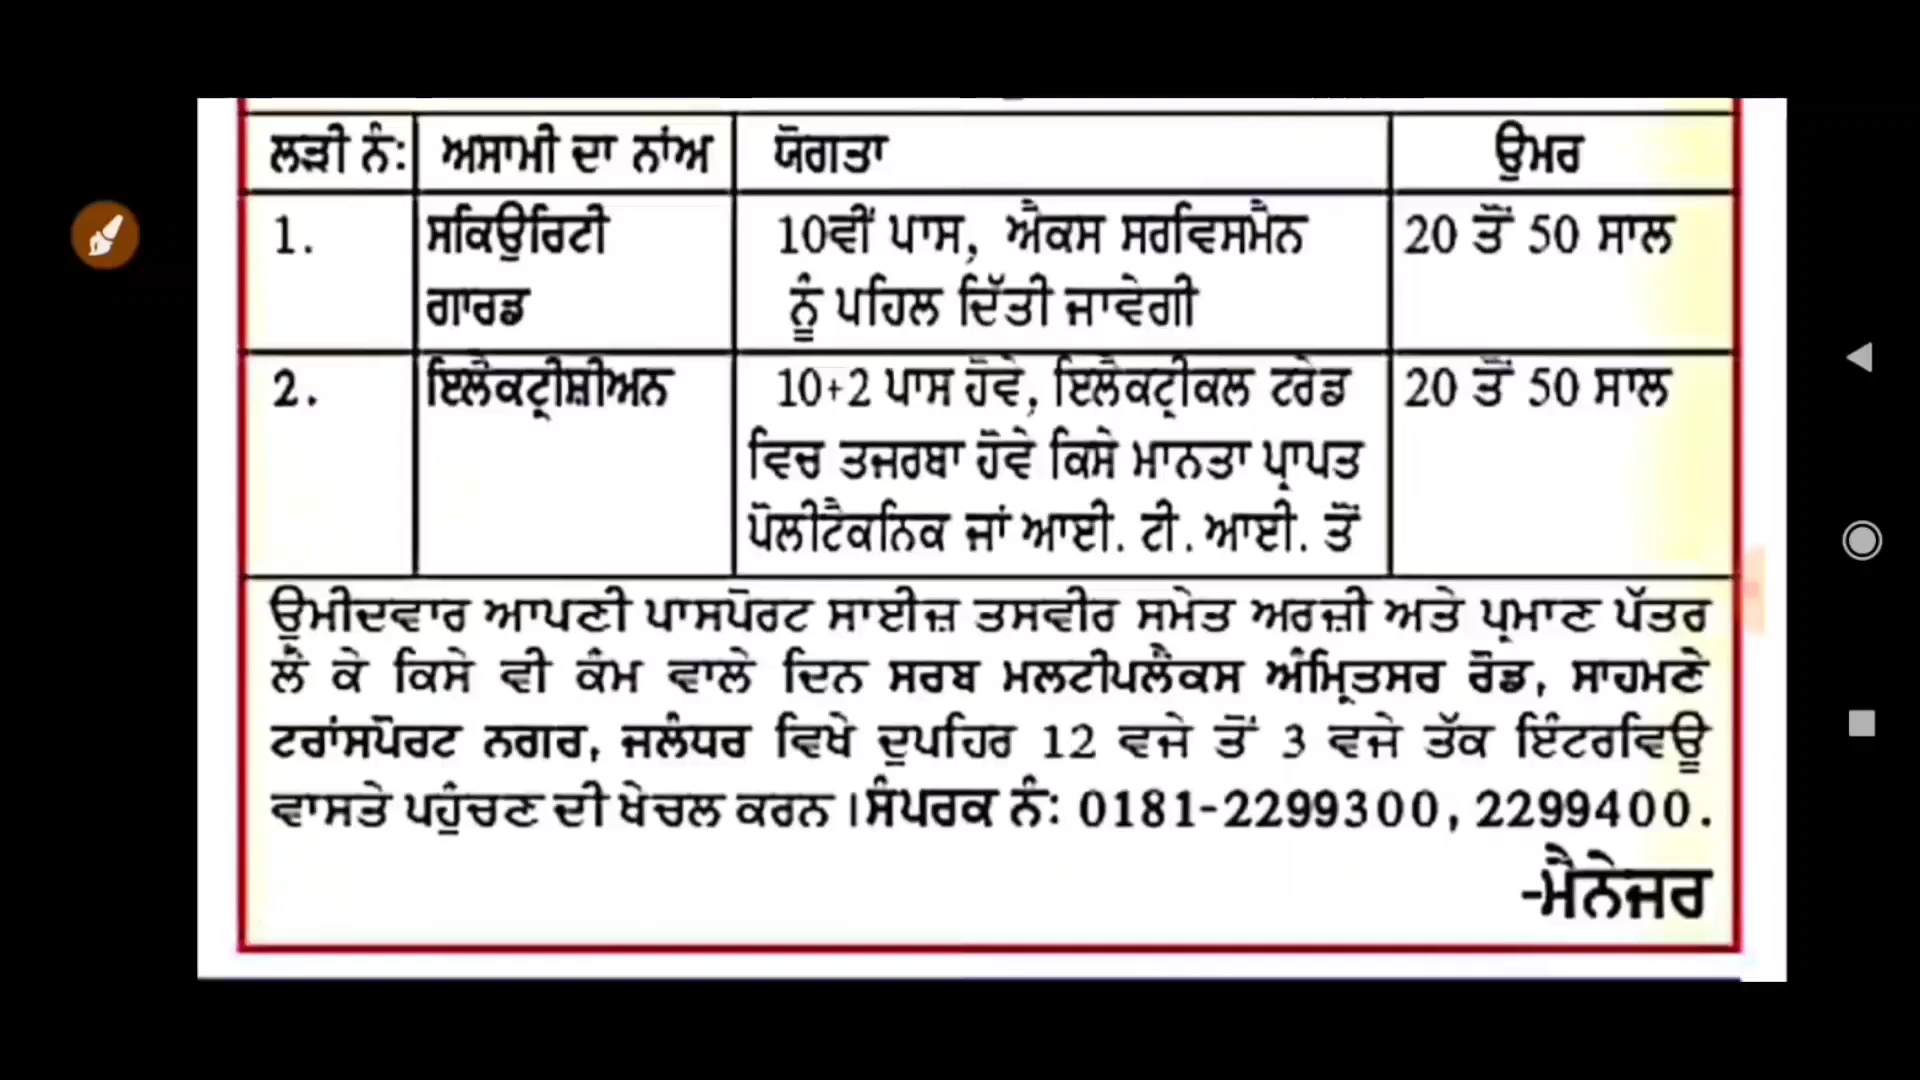 ਲੜੀ ਨੰ: ਅਸਾਮੀ ਦਾ ਨਾਂਅ ਯੋਗਤਾ ਉਮਰ
1. ਸਕਿਉਰਿਟੀ 10ਵੀਂ ਪਾਸ, ਐਕਸ ਸਰਵਿਸਮੈਨ 20 ਤੋਂ 50 ਸਾਲ
ਗਾਰਡ ਨੂੰ ਪਹਿਲ ਦਿੱਤੀ ਜਾਵੇਗੀ
2. ਇਲੈਕਟ੍ਰੀਸ਼ੀਅਨ 10+2 ਪਾਸ ਹੋਵੇ, ਇਲੈਕਟ੍ਰੀਕਲ ਟਰੇਡ 20 ਤੋਂ 50 ਸਾਲ
ਵਿਚ ਤਜਰਬਾ ਹੋਵੇ ਕਿਸੇ ਮਾਨਤਾ ਪ੍ਰਾਪਤ
ਪੋਲੀਟੈਕਨਿਕ ਜਾਂ ਆਈ. ਟੀ. ਆਈ. ਤੋਂ
ਉਮੀਦਵਾਰ ਆਪਣੀ ਪਾਸਪੋਰਟ ਸਾਈਜ਼ ਤਸਵੀਰ ਸਮੇਤ ਅਰਜ਼ੀ ਅਤੇ ਪ੍ਰਮਾਣ ਪੱਤਰ
ਲੈ ਕੇ ਕਿਸੇ ਵੀ ਕੰਮ ਵਾਲੇ ਦਿਨ ਸਰਬ ਮਲਟੀਪਲੈਕਸ ਅੰਮ੍ਰਿਤਸਰ ਰੋਡ, ਸਾਹਮਣੇ
ਟਰਾਂਸਪੋਰਟ ਨਗਰ, ਜਲੰਧਰ ਵਿਖੇ ਦੁਪਹਿਰ 12 ਵਜੇ ਤੋਂ 3 ਵਜੇ ਤੱਕ ਇੰਟਰਵਿਊ
ਵਾਸਤੇ ਪਹੁੰਚਣ ਦੀ ਖੇਚਲ ਕਰਨ।ਸੰਪਰਕ ਨੰ: 0181-2299300, 2299400.
-ਮੈਨੇਜਰ